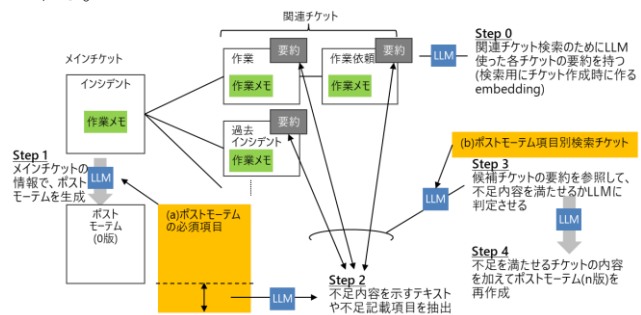 関連チケット
メインチケット
インシデント
作業メモ
作業
要約
作業メモ
作業依頼
要約
作業メモ
過去
インシデント
要約
作業メモ
LLM
Step 0
関連チケット検索のためにLLM
使った各チケットの要約を持つ
(検索用にチケット作成時に作る
embedding)
Step 1
メインチケットの
情報で、ポスト
モーテムを生成
LLM
ポスト
モーテム
(0版)
(a)ポストモーテム
の必須項目
LLM
Step 2
不足内容を示すテキスト
や不足記載項目を抽出
(b)ポストモーテム項目別検索チケット
LLM
Step 3
候補チケットの要約を参照して、
不足内容を満たせるかLLMに
判定させる
LLM
Step 4
不足を満たせるチケットの内容
を加えてポストモーテム(n版)を
再作成